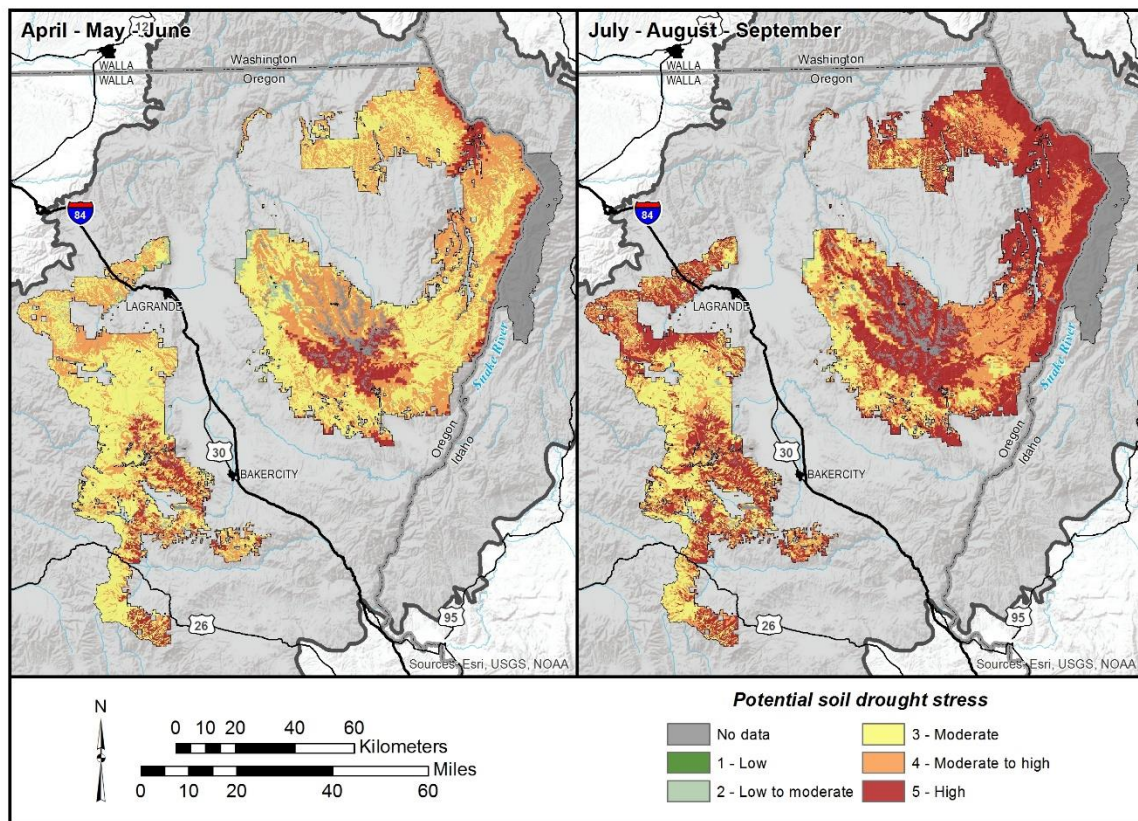 April - May - June
12
WALLA
WALLA
Washington
Oregon
84
LAGRANDE
Snake River
Oregon
Idaho
30
BAKERCITY
26
95
Sources: Esri, USGS, NOAA
July - August - September
WALLA
WALLA
Washington
Oregon
84
LAGRANDE
Snake River
Oregon
Idaho
30
BAKERCITY
26
95
Sources: Esri, USGS, NOAA
N
0 10 20 40 60
Kilometers
Miles
0 10 20 40 60
Potential soil drought stress
No data
1 - Low
2 - Low to moderate
3 - Moderate
4 - Moderate to high
5 - High